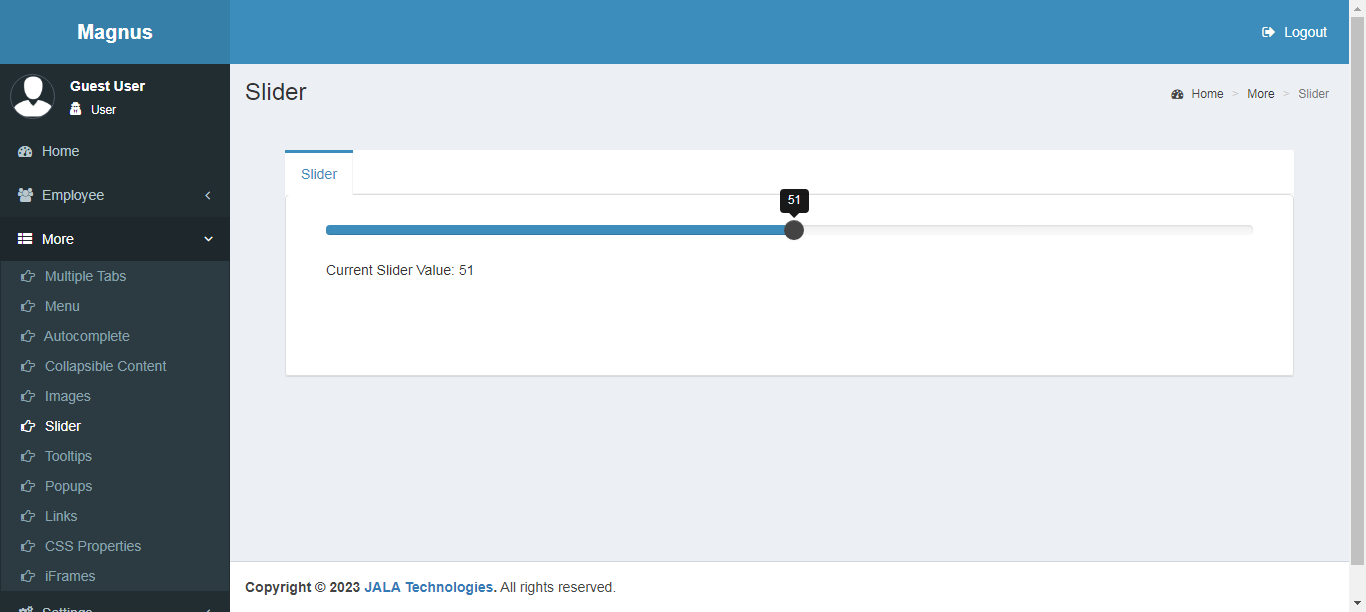 Magnus
Logout
Guest User
User
Home
Employee
More
Multiple Tabs
Menu
Autocomplete
Collapsible Content
Images
Slider
Tooltips
Popups
Links
CSS Properties
iFrames
Settings
Slider
Home > More > Slider
Slider
51
Current Slider Value: 51
Copyright © 2023 JALA Technologies. All rights reserved.